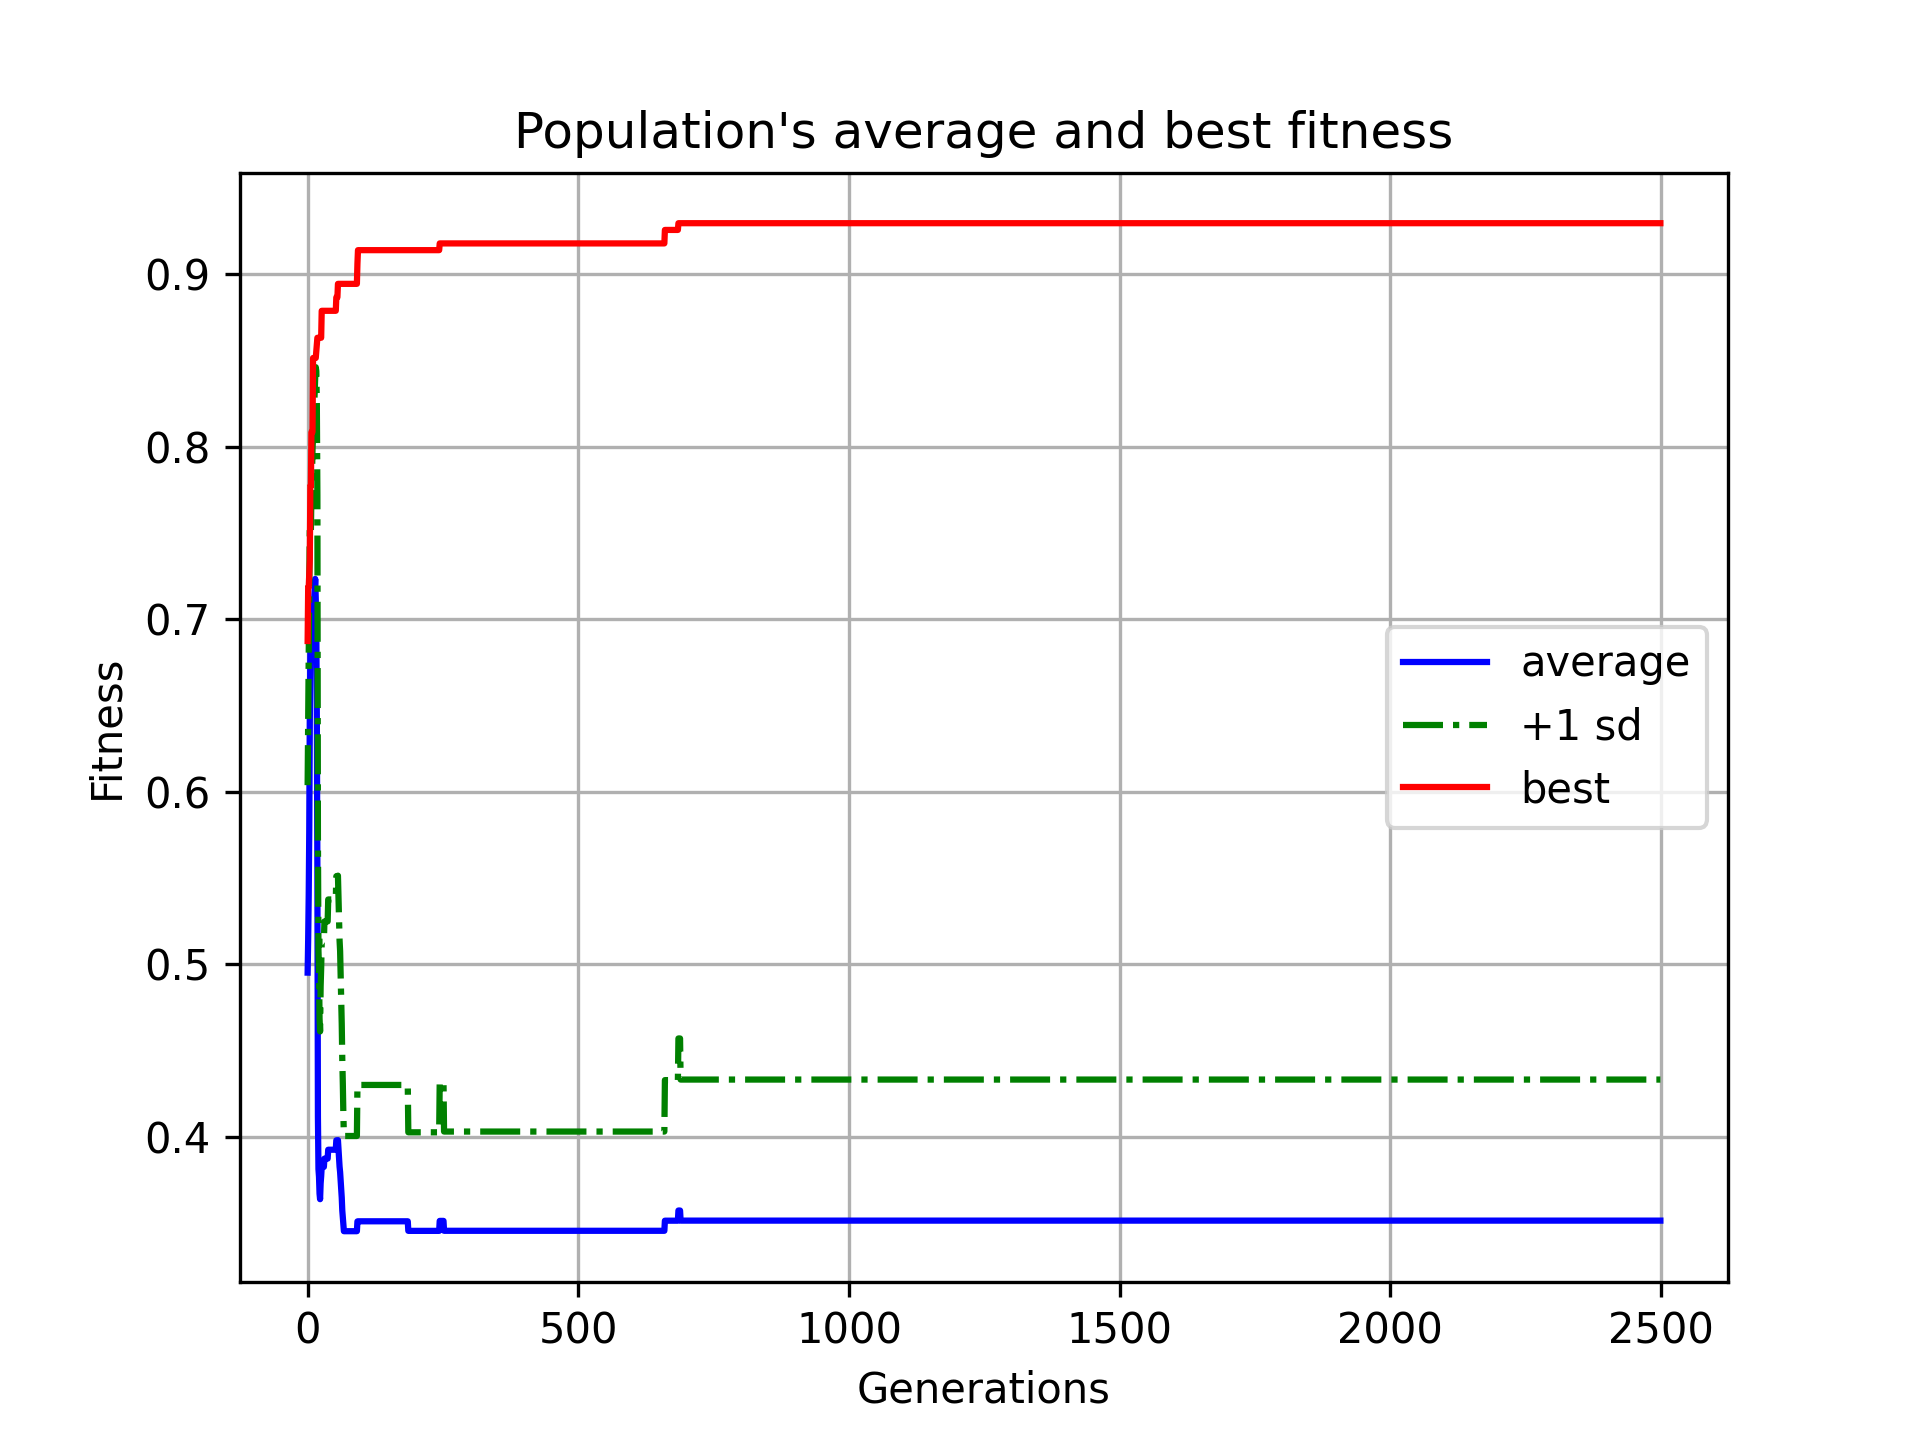 Population's average and best fitness
Fitness
0.9
0.8
0.7
0.6
0.5
0.4
average
+1 sd
best
0 500 1000 1500 2000 2500
Generations